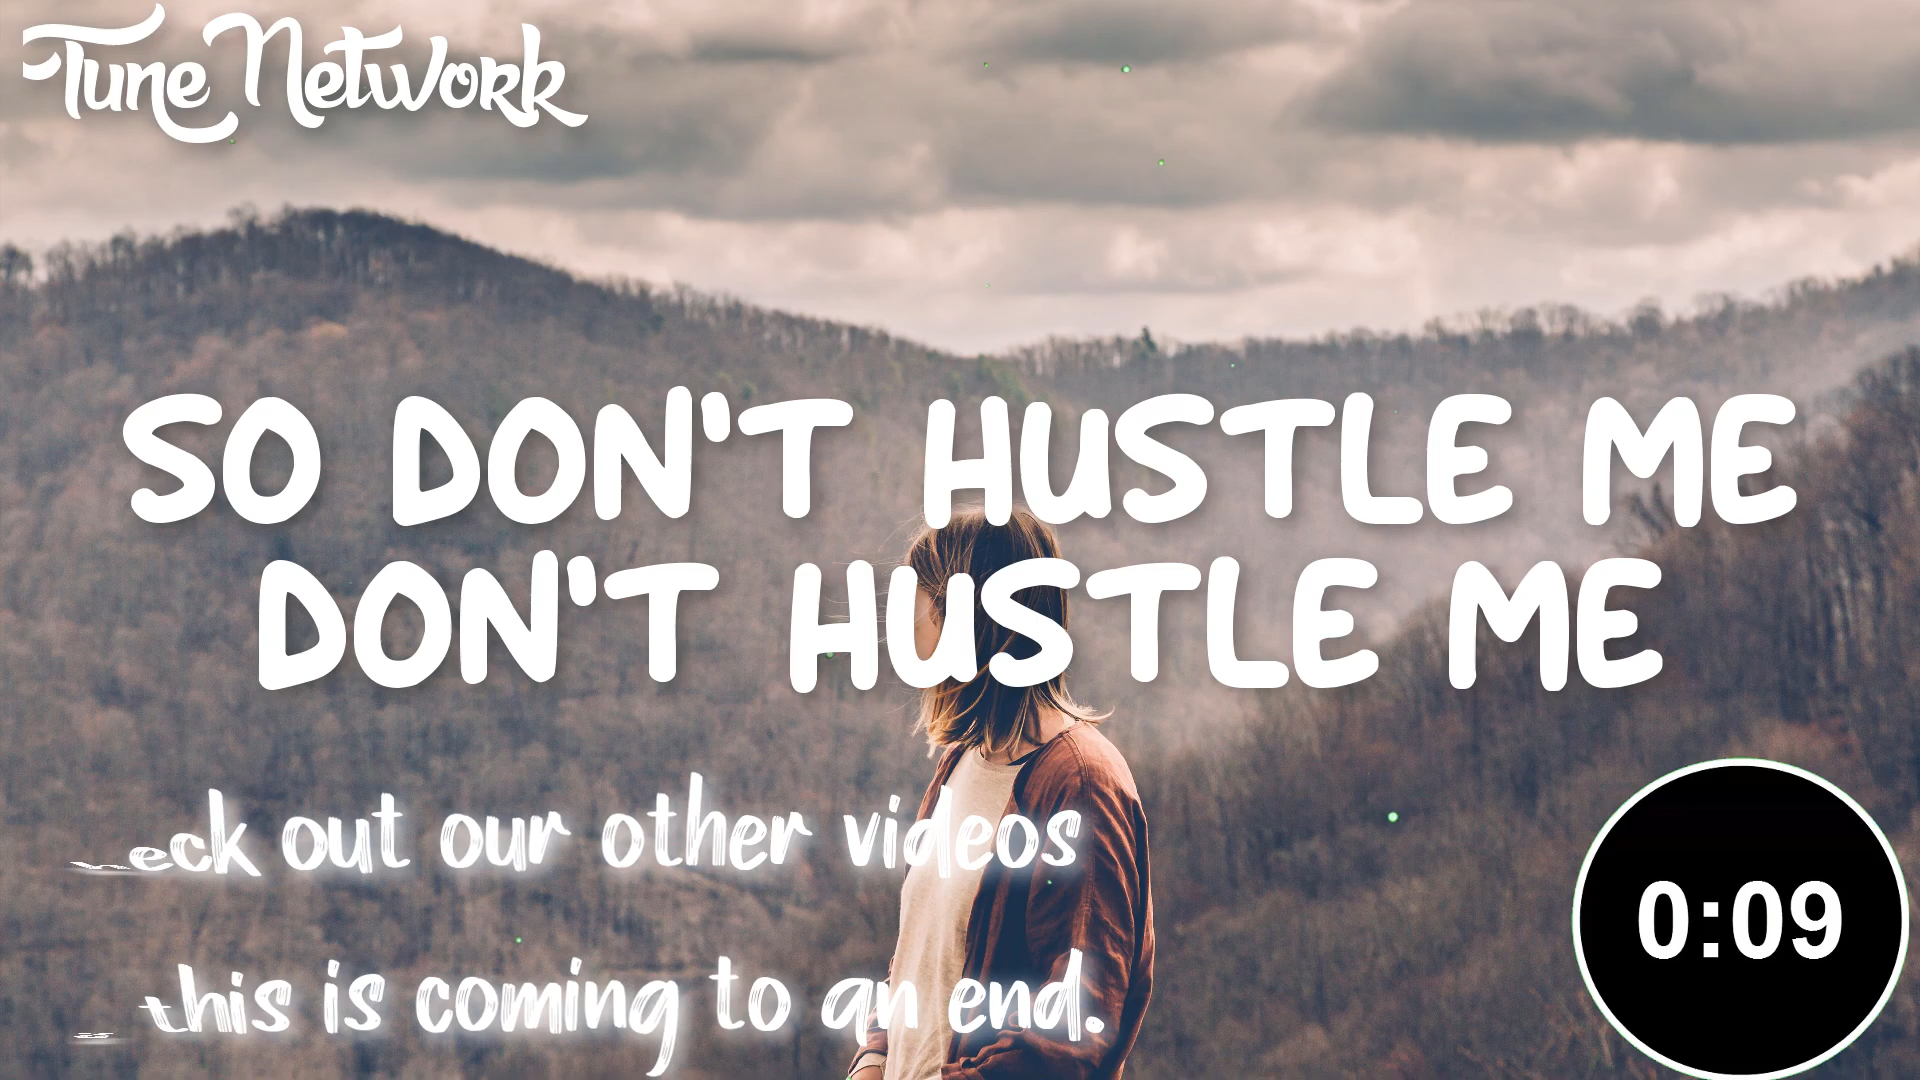 Tune Network
SO DON'T HUSTLE ME
DON'T HUSTLE ME
eck out our other videos
this is coming to an end.
0:09